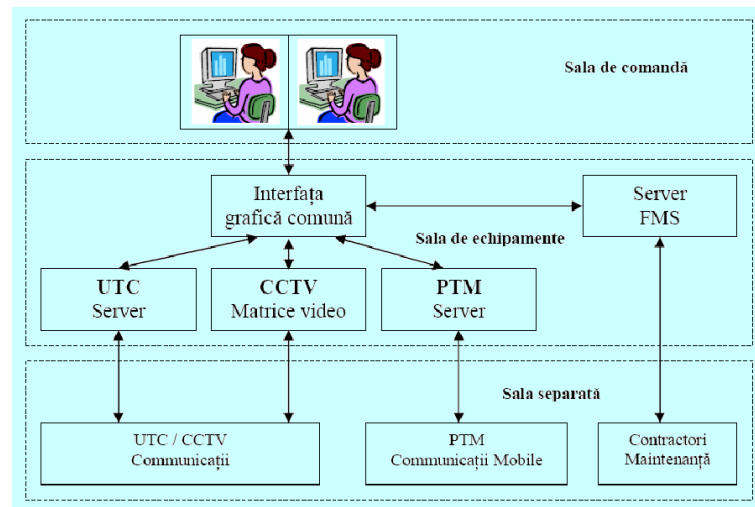 Sala de comandă
Interfața
grafică comună
Server
FMS
Sala de echipamente
UTC
Server
CCTV
Matrice video
PTM
Server
Sala separată
UTC / CCTV
Communicații
PTM
Communicații Mobile
Contractori
Maintenanță